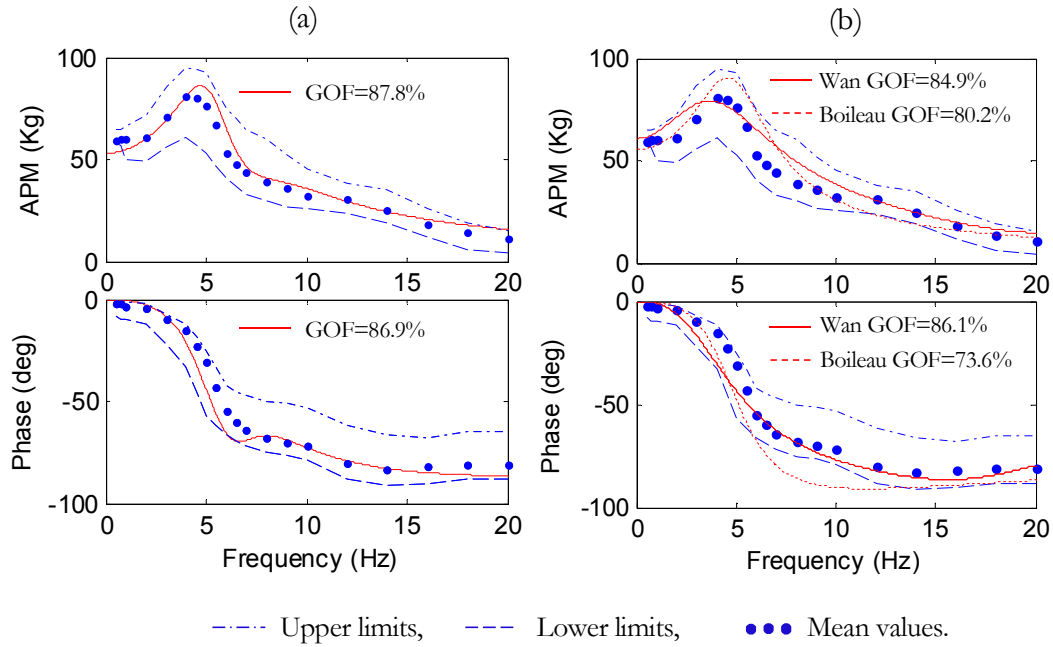 (a)
(b)
100
50
0
APM (Kg)
GOF=87.8%
0
5
10
15
20
100
50
0
APM (Kg)
Wan GOF=84.9%
Boileau GOF=80.2%
0
5
10
15
20
0
-50
-100
Phase (deg)
GOF=86.9%
0
5
10
15
20
Frequency (Hz)
0
-50
-100
Phase (deg)
Wan GOF=86.1%
Boileau GOF=73.6%
0
5
10
15
20
Frequency (Hz)
Upper limits, Lower limits, Mean values.